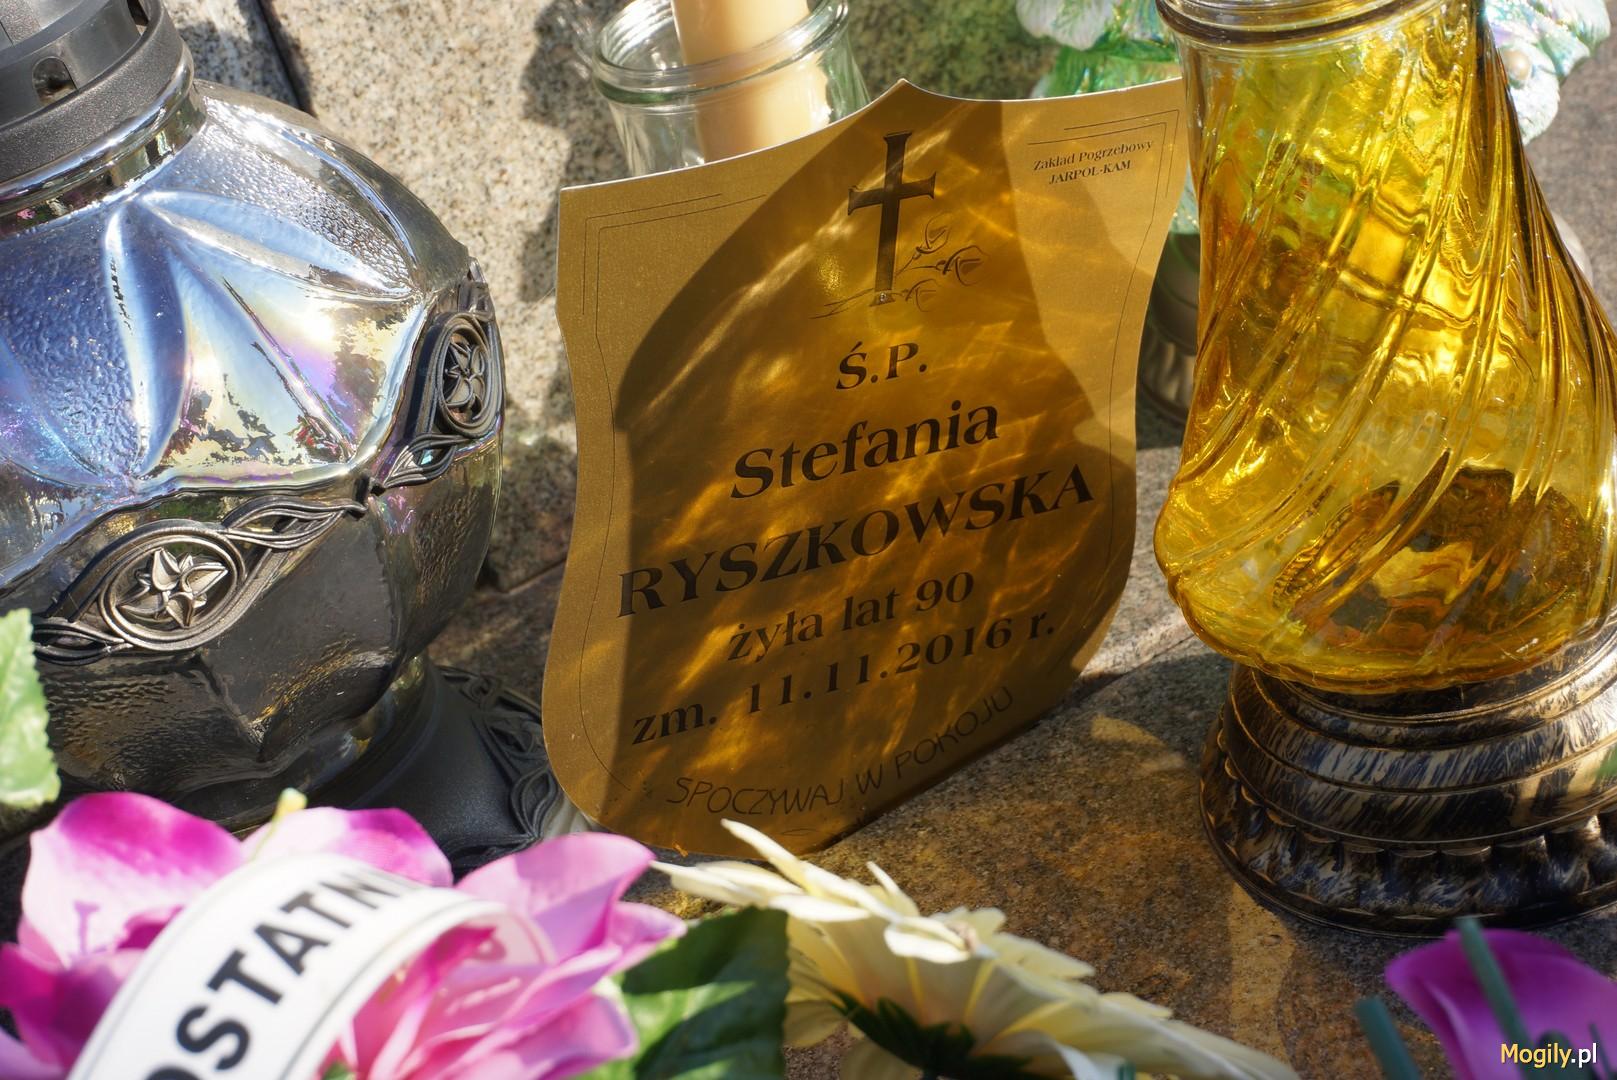 Zakład Pogrzebowy
JARPOL-KAM
Ś.P.
Stefania
RYSZKOWSKA
żyła lat 90
zm. 11.11.2016 r.
SPOCZYWAJ W POKOJU
OSTATNI
Mogily.pl